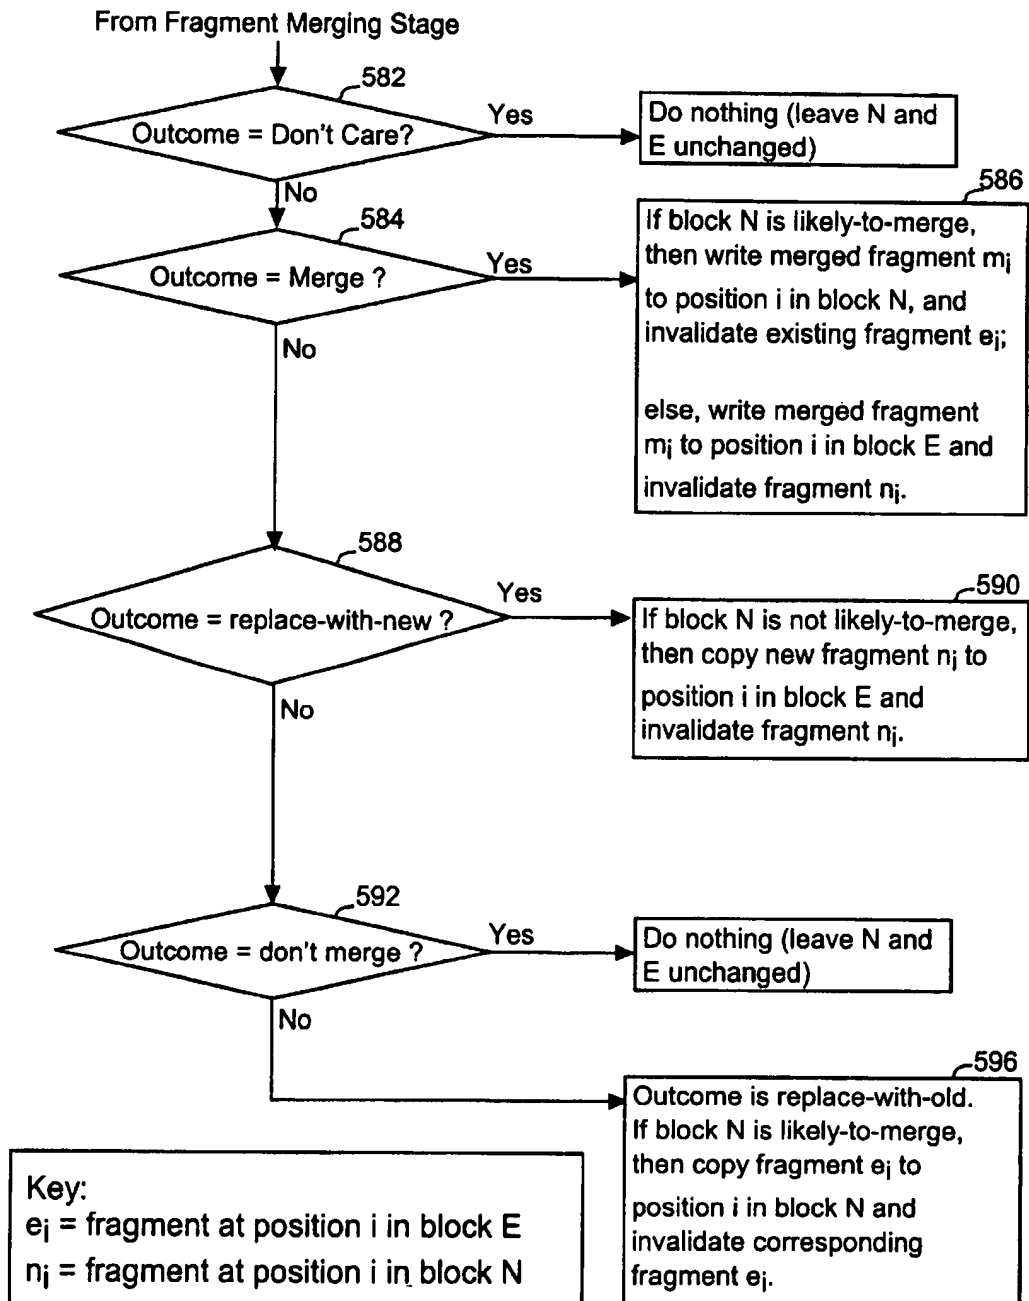 From Fragment Merging Stage
582
Outcome = Don't Care?
Yes
Do nothing (leave N and
E unchanged)
No
584
Outcome = Merge ?
Yes
586
If block N is likely-to-merge,
then write merged fragment mi
to position i in block N, and
invalidate existing fragment ei;
else, write merged fragment
mi to position i in block E and
invalidate fragment ni.
No
588
Outcome = replace-with-new ?
Yes
590
If block N is not likely-to-merge,
then copy new fragment ni to
position i in block E and
invalidate fragment ni.
No
592
Outcome = don't merge ?
Yes
Do nothing (leave N and
E unchanged)
No
596
Outcome is replace-with-old.
If block N is likely-to-merge,
then copy fragment ei to
position i in block N and
invalidate corresponding
fragment ei.
Key:
ei = fragment at position i in block E
ni = fragment at position i in block N